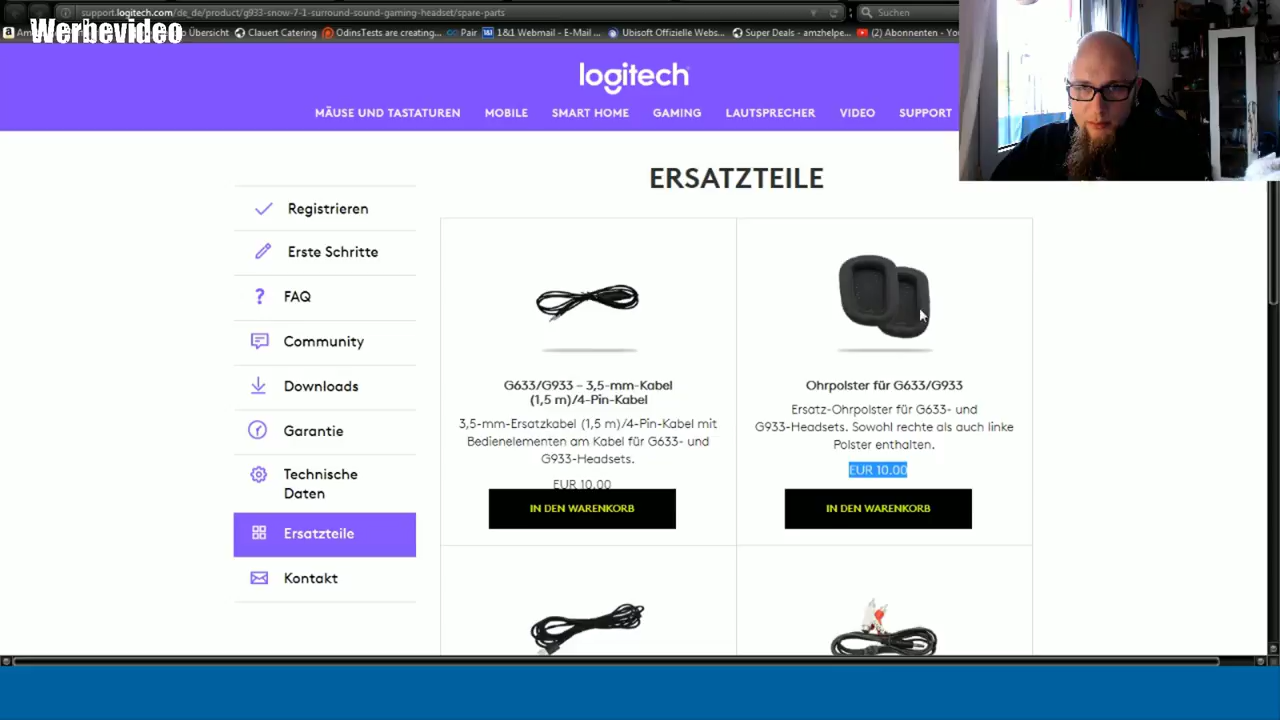 support.logitech.com/de_de/product/g933-snow-7-1-surround-sound-gaming-headset/spare-parts
Suchen
Werbevideo
Übersicht
Clauert Catering
OdinsTests are creating...
Pair
1&1 Webmail - E-Mail ...
Ubisoft Offizielle Webs...
Super Deals - amzhelpe...
(2) Abonnenten - You
logitech
MÄUSE UND TASTATUREN
MOBILE
SMART HOME
GAMING
LAUTSPRECHER
VIDEO
SUPPORT
ERSATZTEILE
Registrieren
Erste Schritte
FAQ
Community
Downloads
Garantie
Technische
Daten
Ersatzteile
Kontakt
G633/G933 – 3,5-mm-Kabel
(1,5 m)/4-Pin-Kabel
3,5-mm-Ersatzkabel (1,5 m)/4-Pin-Kabel mit
Bedienelementen am Kabel für G633- und
G933-Headsets.
EUR 10.00
IN DEN WARENKORB
Ohrpolster für G633/G933
Ersatz-Ohrpolster für G633- und
G933-Headsets. Sowohl rechte als auch linke
Polster enthalten.
EUR 10.00
IN DEN WARENKORB